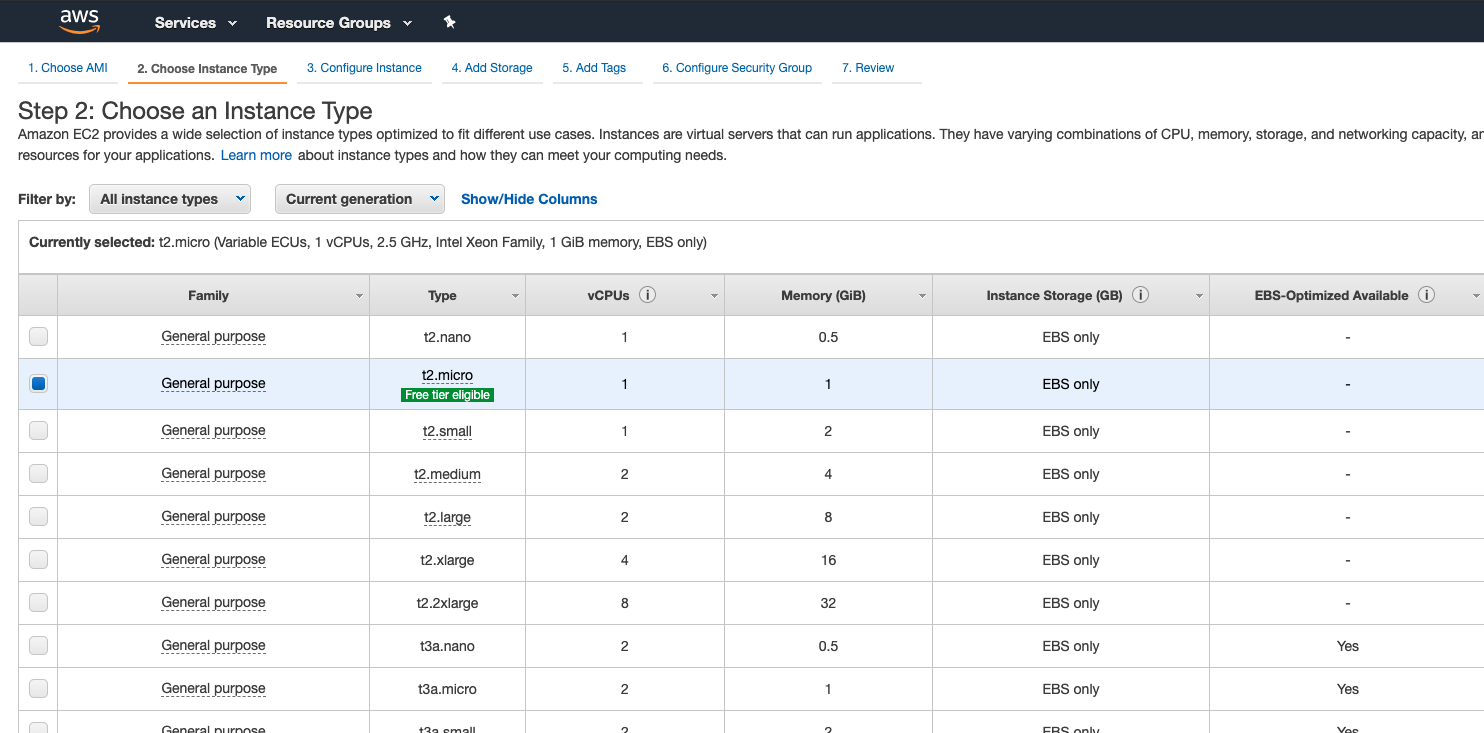 aws Services Resource Groups
1. Choose AMI 2. Choose Instance Type 3. Configure Instance 4. Add Storage 5. Add Tags 6. Configure Security Group 7. Review
Step 2: Choose an Instance Type
Amazon EC2 provides a wide selection of instance types optimized to fit different use cases. Instances are virtual servers that can run applications. They have varying combinations of CPU, memory, storage, and networking capacity,
resources for your applications. Learn more about instance types and how they can meet your computing needs.
Filter by: All instance types Current generation Show/Hide Columns
Currently selected: t2.micro (Variable ECUs, 1 vCPUs, 2.5 GHz, Intel Xeon Family, 1 GiB memory, EBS only)
Family Type vCPUs i Memory (GiB) Instance Storage (GB) i EBS-Optimized Available i
General purpose t2.nano 1 0.5 EBS only -
General purpose t2.micro 1 1 EBS only -
Free tier eligible
General purpose t2.small 1 2 EBS only -
General purpose t2.medium 2 4 EBS only -
General purpose t2.large 2 8 EBS only -
General purpose t2.xlarge 4 16 EBS only -
General purpose t2.2xlarge 8 32 EBS only -
General purpose t3a.nano 2 0.5 EBS only Yes
General purpose t3a.micro 2 1 EBS only Yes
General purpose t3a.small 2 2 EBS only Yes